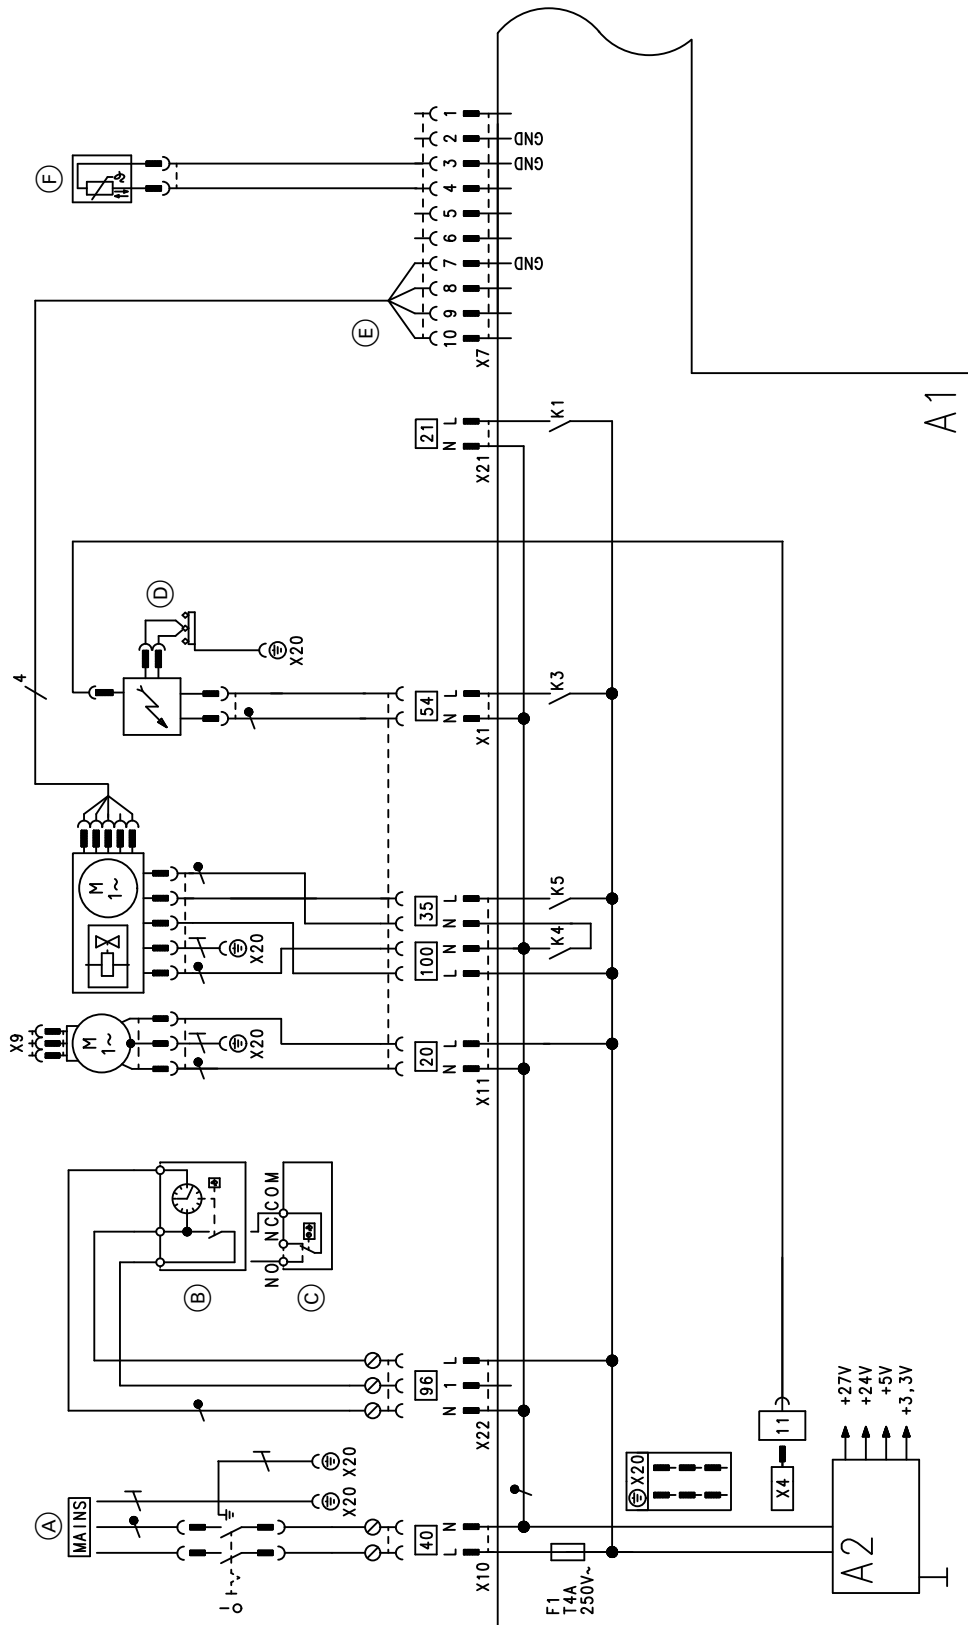 F
1
2
3
4
5
6
7
8
9
10
GND
GND
GND
X7
E
4
21
L
N
X21
K1
A1
D
X20
54
L
N
X1
K3
M
1~
X20
35
100
L
N
N
L
K5
K4
X9
M
1~
X20
20
L
N
X11
B
C
NO NC COM
96
L
1
N
X22
A
MAINS
X20
X20
40
N
L
X10
I
O
F1
T4A
250V~
X20
11
X4
+27V
+24V
+5V
+3,3V
A2